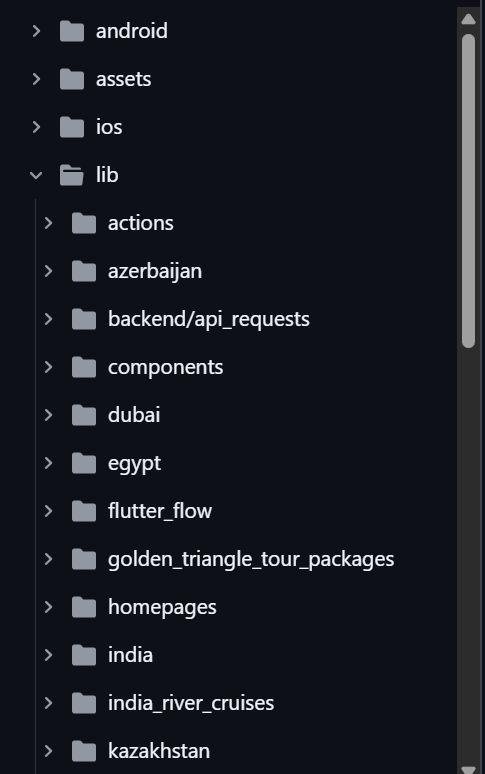 android
assets
ios
lib
actions
azerbaijan
backend/api_requests
components
dubai
egypt
flutter_flow
golden_triangle_tour_packages
homepages
india
india_river_cruises
kazakhstan